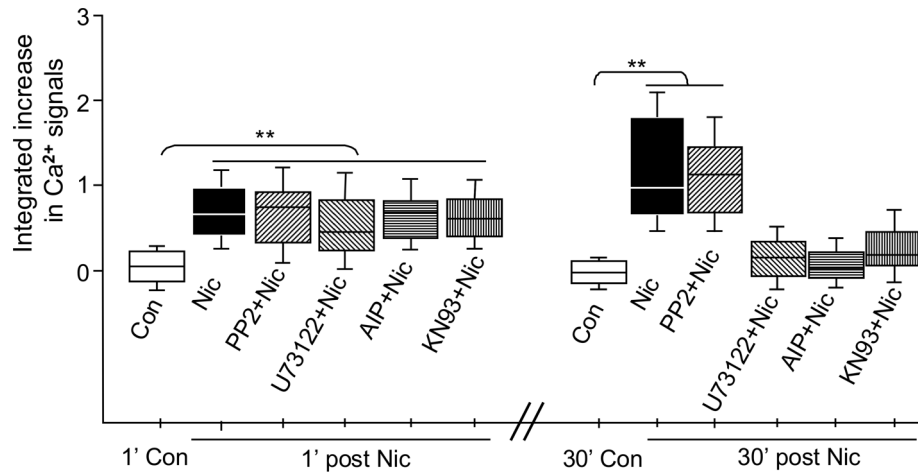 Integrated increase
in Ca²⁺ signals
3
2
1
0
**
**
Con
Nic
PP2+Nic
U73122+Nic
AIP+Nic
KN93+Nic
Con
Nic
PP2+Nic
U73122+Nic
AIP+Nic
KN93+Nic
1' Con
1' post Nic
30' Con
30' post Nic